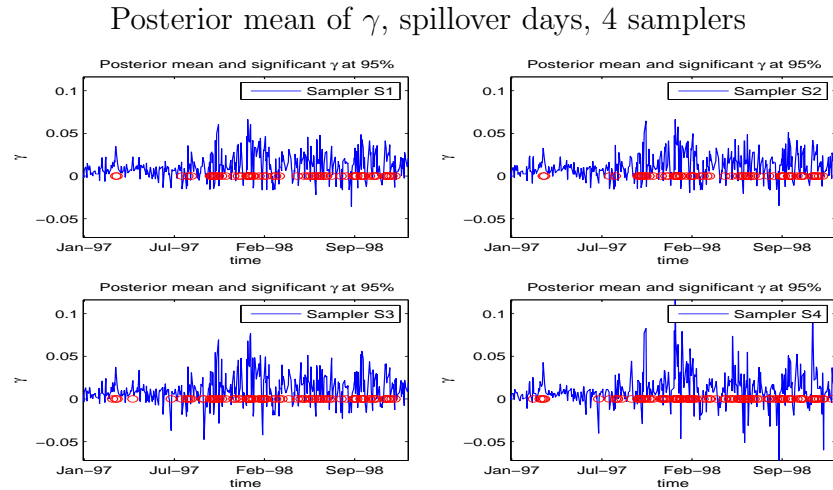 Posterior mean of γ, spillover days, 4 samplers
Posterior mean and significant γ at 95%
Sampler S1
0.1
0.05
0
−0.05
γ
Jan−97
Jul−97
Feb−98
Sep−98
time
Posterior mean and significant γ at 95%
Sampler S2
0.1
0.05
0
−0.05
γ
Jan−97
Jul−97
Feb−98
Sep−98
time
Posterior mean and significant γ at 95%
Sampler S3
0.1
0.05
0
−0.05
γ
Jan−97
Jul−97
Feb−98
Sep−98
time
Posterior mean and significant γ at 95%
Sampler S4
0.1
0.05
0
−0.05
γ
Jan−97
Jul−97
Feb−98
Sep−98
time